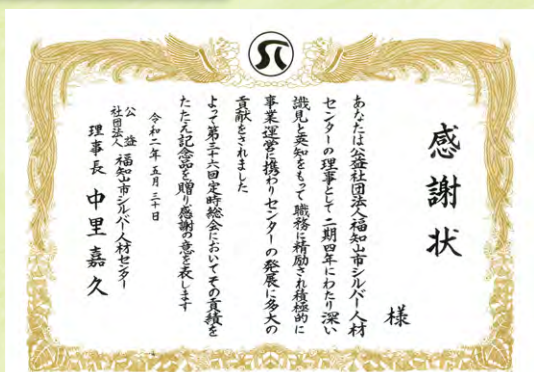 感謝状
様
あなたは公益社団法人福知山市シルバー人材
センターの理事として二期四年にわたり深い
識見と英知をもって職務に精励され積極的に
事業運営に携わりセンターの発展に多大の
貢献をされました
よって第三十六回定時総会においてその貢績を
たたえ記念品を贈り感謝の意を表します
令和二年五月三十日
公益
社団法人 福知山市シルバー人材センター
理事長 中里嘉久